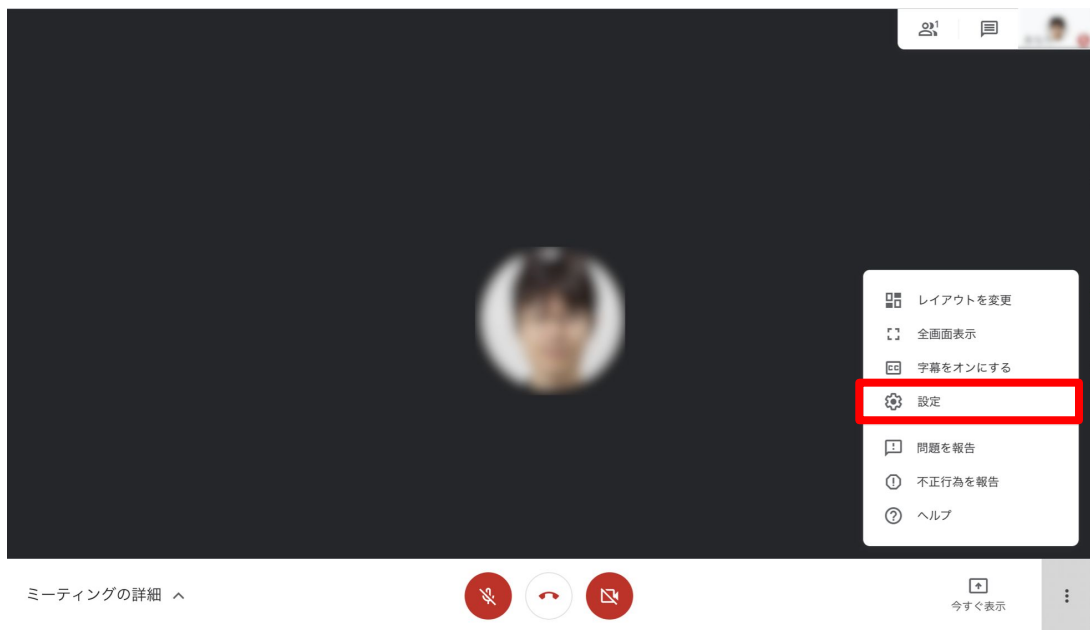 1
レイアウトを変更
全画面表示
CC
字幕をオンにする
設定
問題を報告
不正行為を報告
ヘルプ
ミーティングの詳細
今すぐ表示